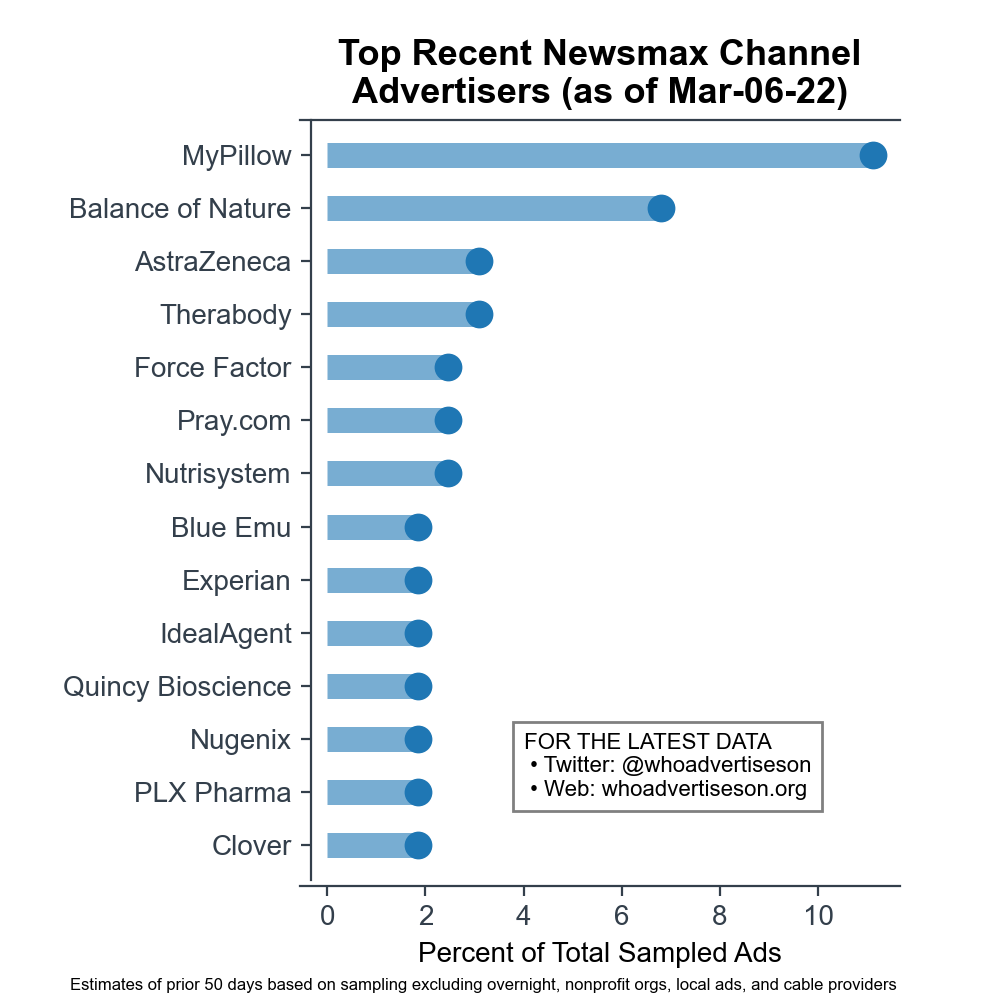 Top Recent Newsmax Channel
Advertisers (as of Mar-06-22)
MyPillow
Balance of Nature
AstraZeneca
Therabody
Force Factor
Pray.com
Nutrisystem
Blue Emu
Experian
IdealAgent
Quincy Bioscience
Nugenix
PLX Pharma
Clover
FOR THE LATEST DATA
• Twitter: @whoadvertiseson
• Web: whoadvertiseson.org
0 2 4 6 8 10
Percent of Total Sampled Ads
Estimates of prior 50 days based on sampling excluding overnight, nonprofit orgs, local ads, and cable providers